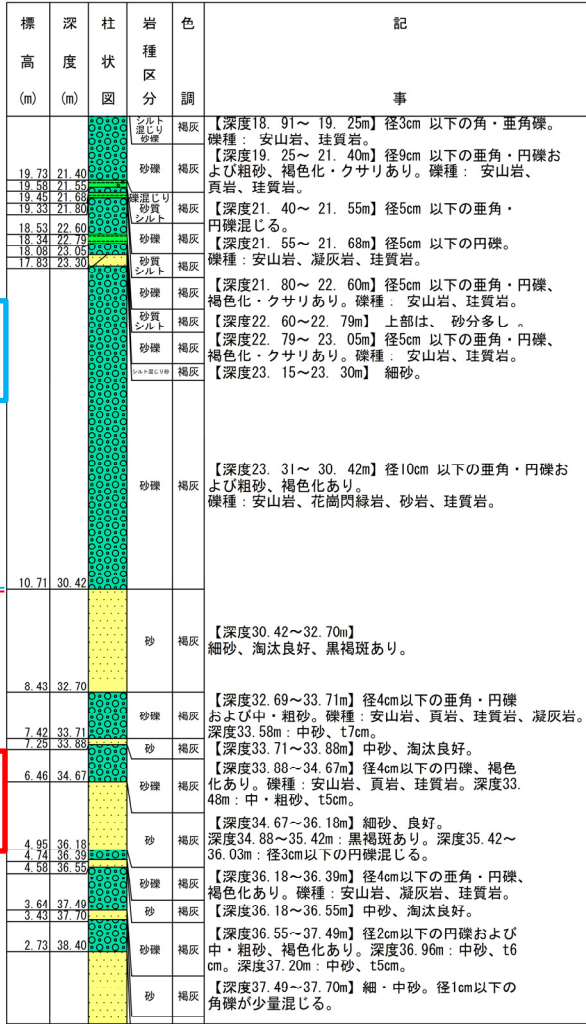 標高(m) 深度(m) 柱状図 岩種区分 色調 記事
シルト混じり砂礫 褐灰
【深度18. 91～ 19. 25m】径3cm 以下の角・亜角礫。
礫種： 安山岩、珪質岩。
砂礫 褐灰
【深度19. 25～ 21. 40m】径9cm 以下の亜角・円礫お
よび粗砂、褐色化・クサリあり。礫種： 安山岩、
頁岩、珪質岩。
19.73 21.40
19.58 21.55
19.45 21.68
19.33 21.80
18.53 22.60
18.34 22.79
18.08 23.05
17.83 23.30
礫混じり砂質シルト 褐灰
【深度21. 40～ 21. 55m】径5cm 以下の亜角・
円礫混じる。
砂礫 褐灰
【深度21. 55～ 21. 68m】径5cm 以下の円礫。
礫種：安山岩、凝灰岩、珪質岩。
砂質シルト 褐灰
砂礫 褐灰
【深度21. 80～ 22. 60m】径5cm 以下の亜角・円礫、
褐色化・クサリあり。礫種： 安山岩、珪質岩。
砂質シルト 褐灰
【深度22. 60～22. 79m】 上部は、 砂分多し 。
砂礫 褐灰
【深度22. 79～ 23. 05m】径5cm 以下の亜角・円礫、
褐色化・クサリあり。礫種： 安山岩、珪質岩。
シルト混じり砂 褐灰
【深度23. 15～23. 30m】 細砂。
砂礫 褐灰
【深度23. 31～ 30. 42m】径10cm 以下の亜角・円礫お
よび粗砂、褐色化あり。
礫種：安山岩、花崗閃緑岩、砂岩、珪質岩。
10.71 30.42
砂 褐灰
【深度30.42～32.70m】
細砂、淘汰良好、黒褐斑あり。
8.43 32.70
砂礫 褐灰
【深度32.69～33.71m】径4cm以下の亜角・円礫
および中・粗砂。礫種：安山岩、頁岩、珪質岩、凝灰岩。
深度33.58m：中砂、t7cm。
7.42 33.71
7.25 33.88
砂 褐灰
【深度33.71～33.88m】中砂、淘汰良好。
砂礫 褐灰
【深度33.88～34.67m】径4cm以下の円礫、褐色
化あり。礫種：安山岩、頁岩、珪質岩。深度33.
48m：中・粗砂、t5cm。
6.46 34.67
砂 褐灰
【深度34.67～36.18m】細砂、良好。
深度34.88～35.42m：黒褐斑あり。深度35.42～
36.03m：径3cm以下の円礫混じる。
4.95 36.18
4.74 36.39
4.58 36.55
砂礫 褐灰
【深度36.18～36.39m】径4cm以下の亜角・円礫、
褐色化あり。礫種：安山岩、凝灰岩、珪質岩。
3.64 37.49
3.43 37.70
砂 褐灰
【深度36.18～36.55m】中砂、淘汰良好。
2.73 38.40
砂礫 褐灰
【深度36.55～37.49m】径2cm以下の円礫および
中・粗砂、褐色化あり。深度36.96m：中砂、t6
cm。深度37.20m：中砂、t5cm。
砂 褐灰
【深度37.49～37.70m】細・中砂。径1cm以下の
角礫が少量混じる。